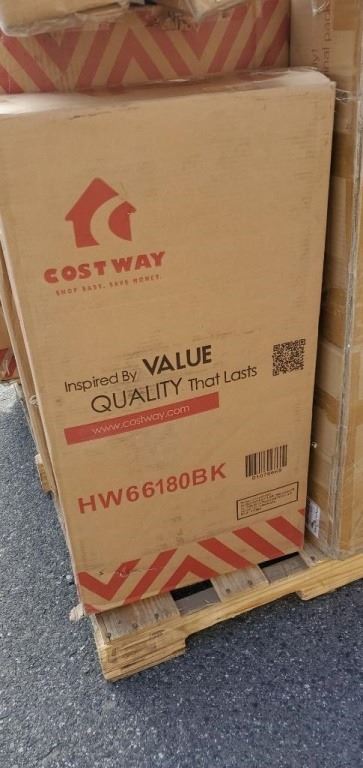 COSTWAY
SHOP EASY. SAVE MONEY.
Inspired By VALUE
QUALITY That Lasts
www.costway.com
HW66180BK